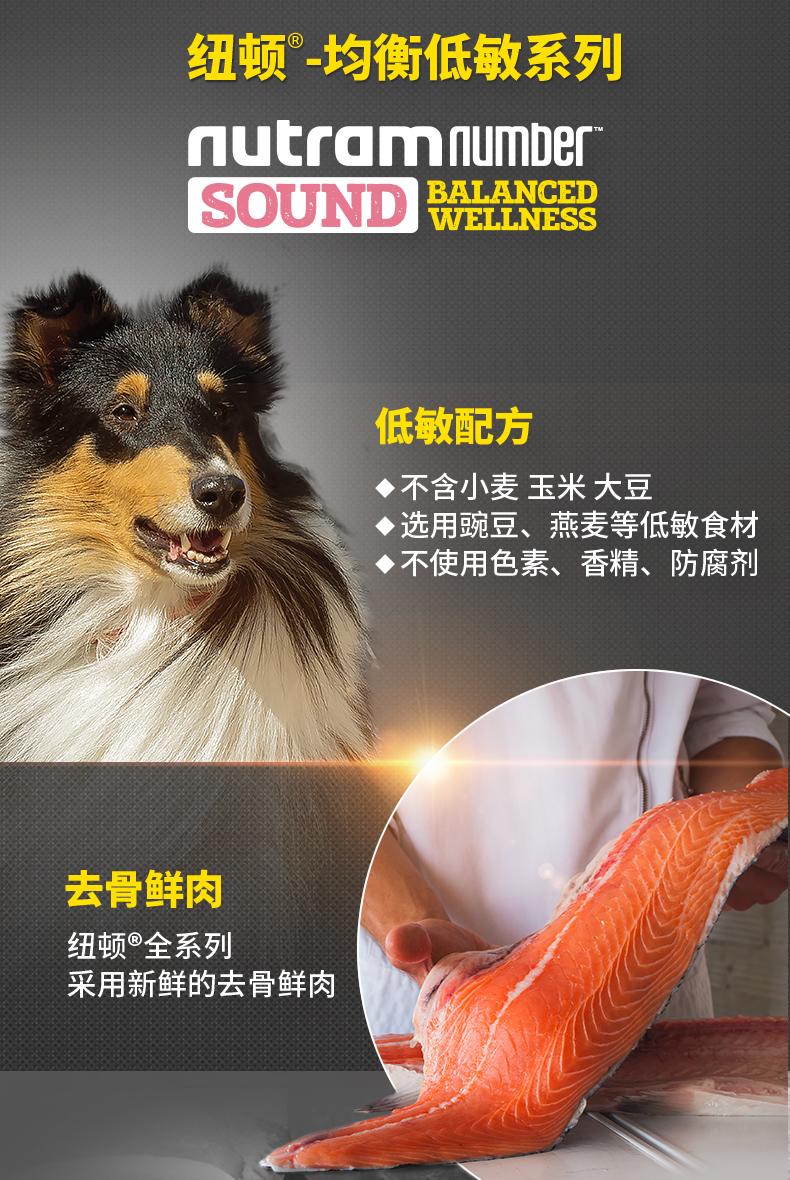 纽顿®-均衡低敏系列
nutram number™
SOUND BALANCED WELLNESS
低敏配方
◆不含小麦 玉米 大豆
◆选用豌豆、燕麦等低敏食材
◆不使用色素、香精、防腐剂
去骨鲜肉
纽顿®全系列
采用新鲜的去骨鲜肉